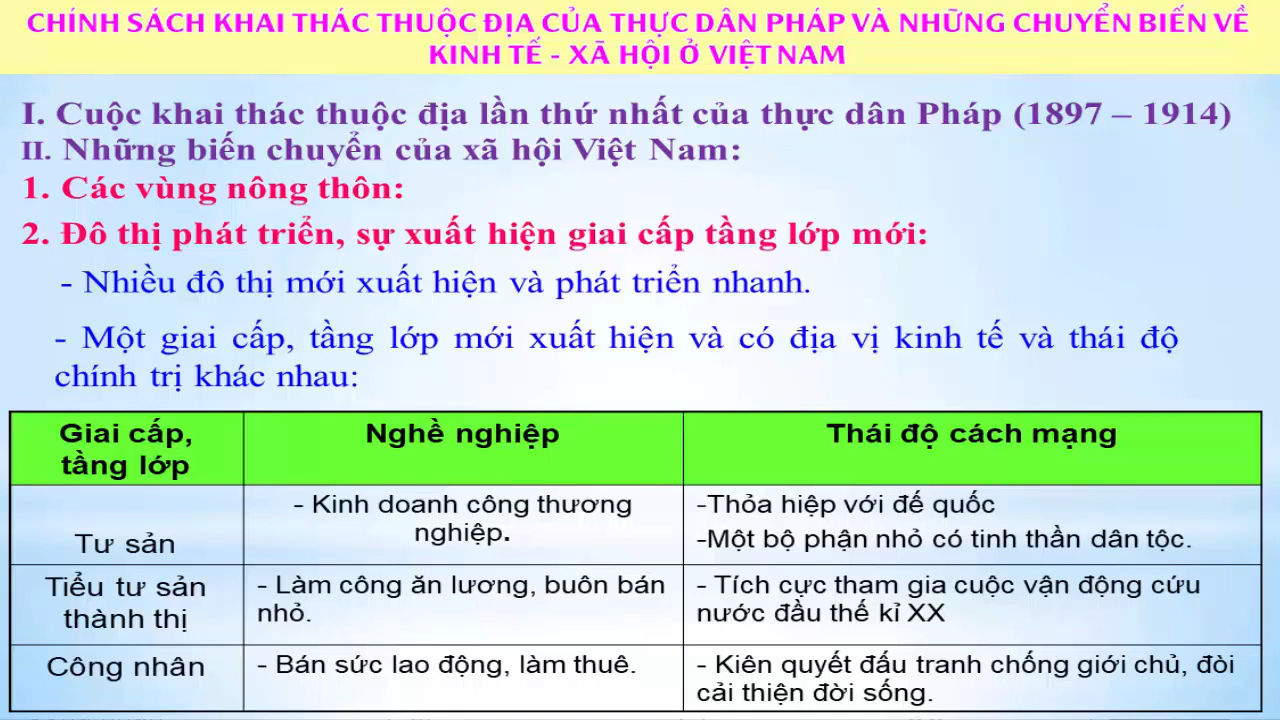 CHÍNH SÁCH KHAI THÁC THUỘC ĐỊA CỦA THỰC DÂN PHÁP VÀ NHỮNG CHUYỂN BIẾN VỀ
KINH TẾ - XÃ HỘI Ở VIỆT NAM
I. Cuộc khai thác thuộc địa lần thứ nhất của thực dân Pháp (1897 – 1914)
II. Những biến chuyển của xã hội Việt Nam:
1. Các vùng nông thôn:
2. Đô thị phát triển, sự xuất hiện giai cấp tầng lớp mới:
- Nhiều đô thị mới xuất hiện và phát triển nhanh.
- Một giai cấp, tầng lớp mới xuất hiện và có địa vị kinh tế và thái độ
chính trị khác nhau:
Giai cấp,
tầng lớp
Nghề nghiệp
Thái độ cách mạng
Tư sản
- Kinh doanh công thương
nghiệp.
-Thỏa hiệp với đế quốc
-Một bộ phận nhỏ có tinh thần dân tộc.
Tiểu tư sản
thành thị
- Làm công ăn lương, buôn bán
nhỏ.
- Tích cực tham gia cuộc vận động cứu
nước đầu thế kỉ XX
Công nhân
- Bán sức lao động, làm thuê.
- Kiên quyết đấu tranh chống giới chủ, đòi
cải thiện đời sống.